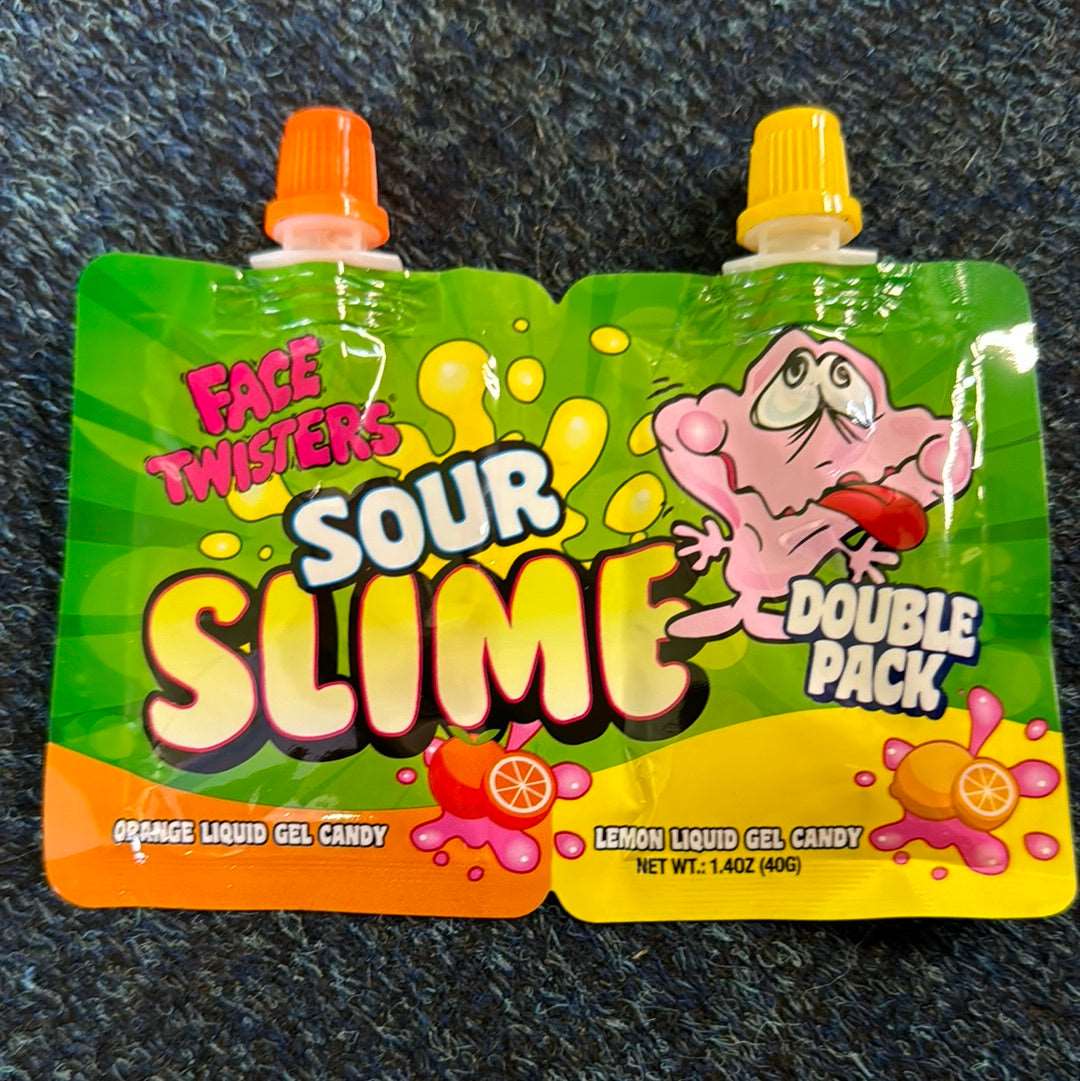 FACE
TWISTERS
SOUR
SLIME
DOUBLE
PACK
ORANGE LIQUID GEL CANDY
LEMON LIQUID GEL CANDY
NET WT.: 1.4OZ (40G)